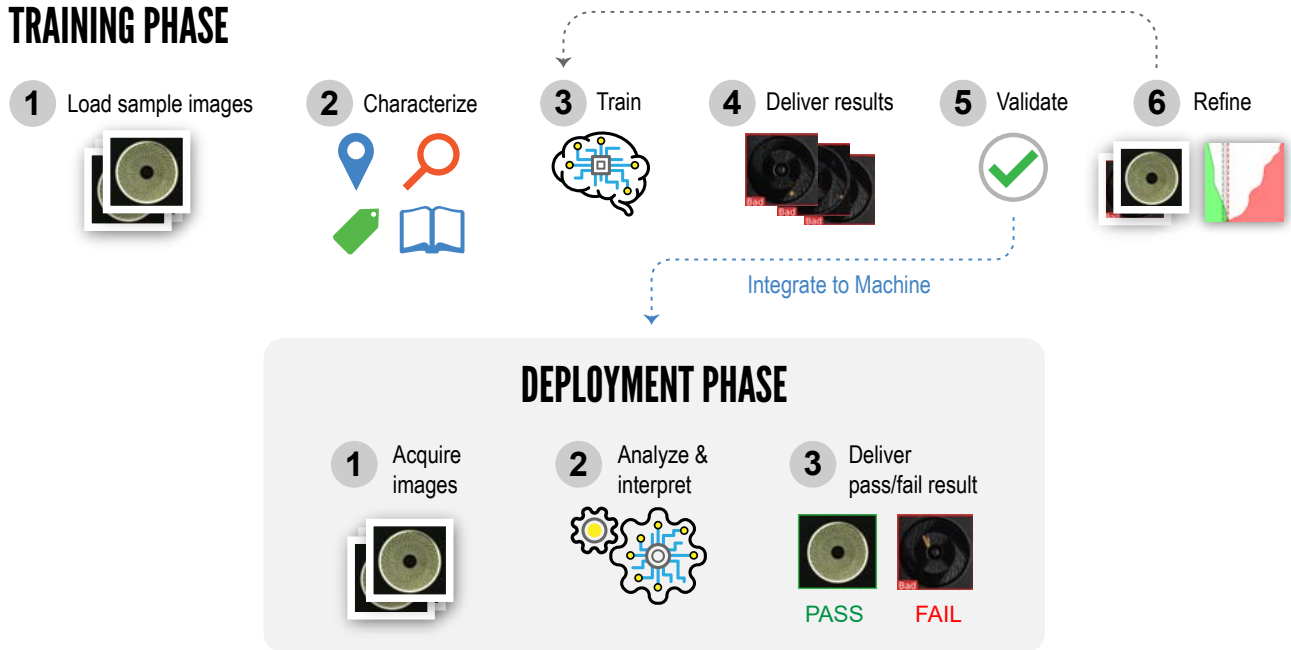 TRAINING PHASE
1 Load sample images
2 Characterize
3 Train
4 Deliver results
5 Validate
6 Refine
Bad
Bad
Bad
Integrate to Machine
DEPLOYMENT PHASE
1 Acquire
images
2 Analyze &
interpret
3 Deliver
pass/fail result
Bad
PASS
FAIL